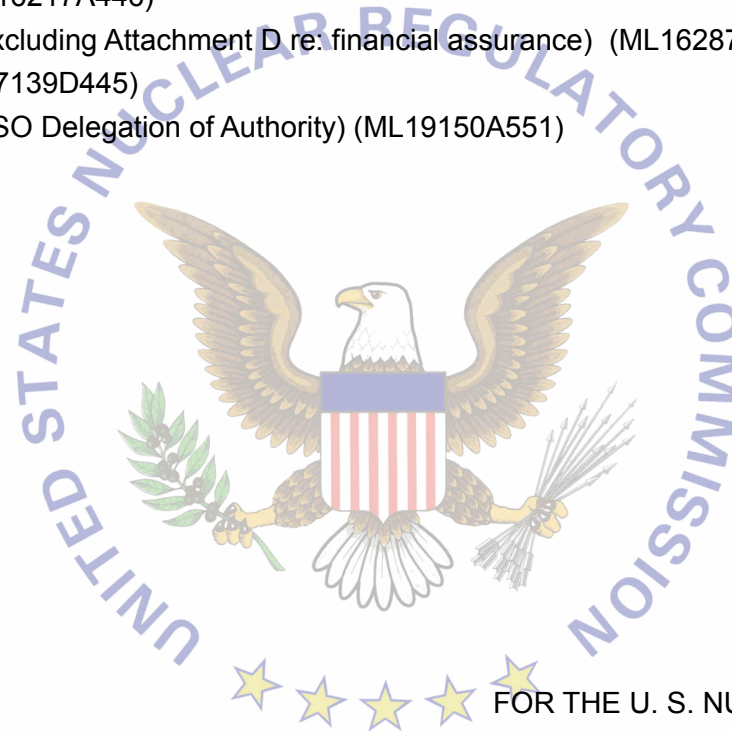 xcluding Attachment D re: financial assurance) (ML16287
7139D445)
SO Delegation of Authority) (ML19150A551)
UNITED STATES NUCLEAR REGULATORY COMMISSION
FOR THE U. S. NU